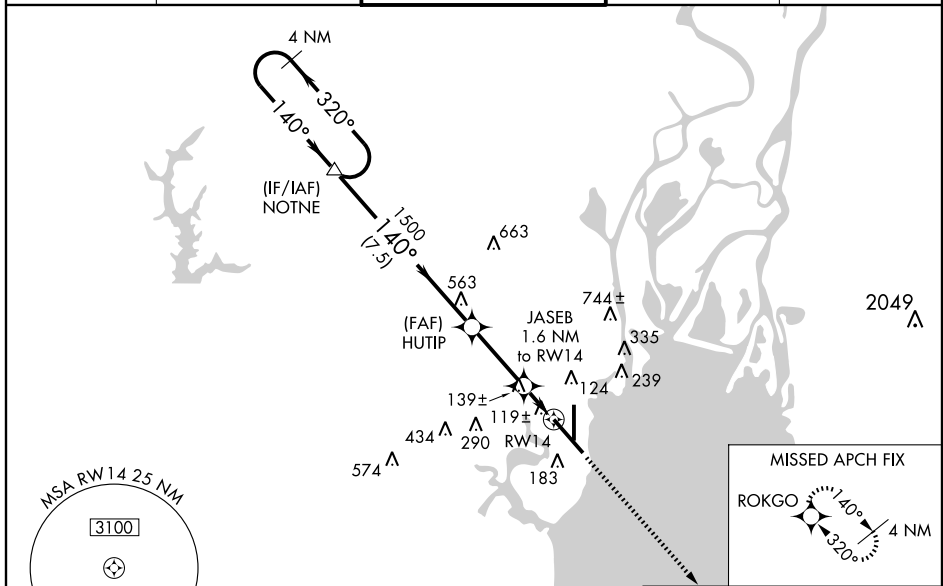 4 NM
320°
140°
(IF/IAF)
NOTNE
1500
140°
(7.5)
663
563
744±
2049
(FAF)
HUTIP
JASEB
1.6 NM
to RW14
335
239
124
139±
119±
434
290
RW14
574
183
MSA RW14 25 NM
3100
MISSED APCH FIX
ROKGO
140°
4 NM
320°